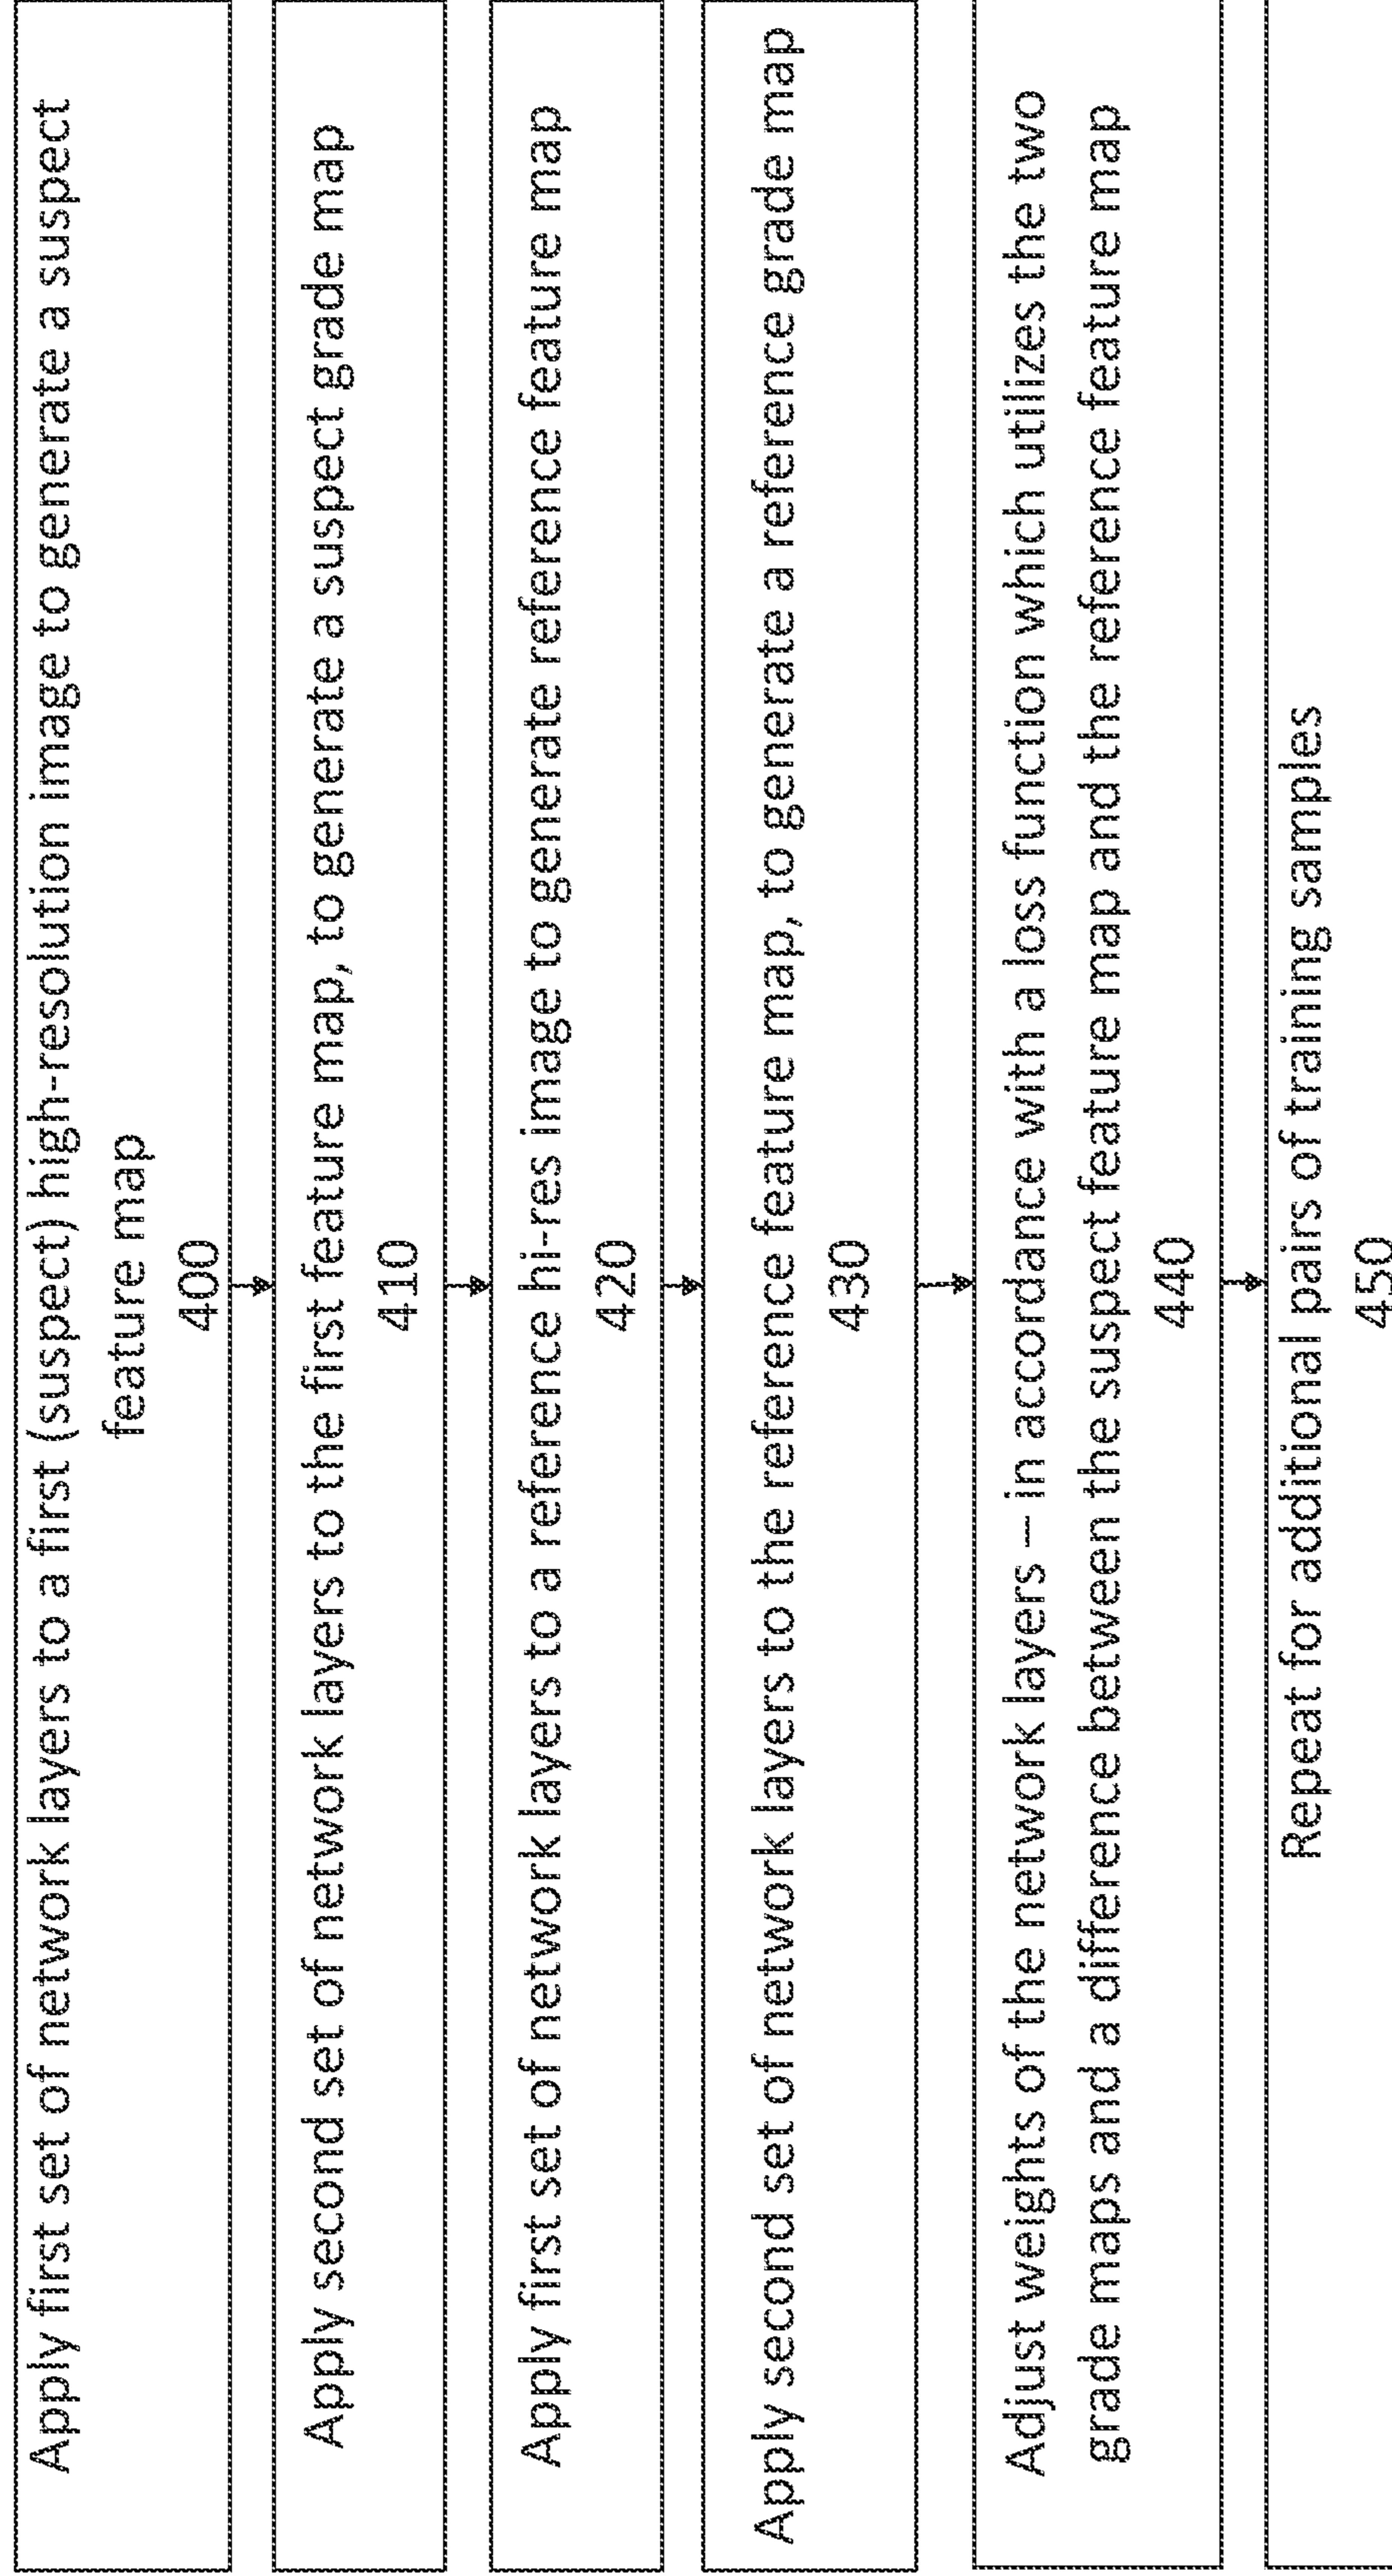 Apply first set of network layers to a first (suspect) high-resolution image to generate a suspect
feature map
400
Apply second set of network layers to the first feature map, to generate a suspect grade map
410
Apply first set of network layers to a reference hi-res image to generate reference feature map
420
Apply second set of network layers to the reference feature map, to generate a reference grade map
430
Adjust weights of the network layers – in accordance with a loss function which utilizes the two
grade maps and a difference between the suspect feature map and the reference feature map
440
Repeat for additional pairs of training samples
450